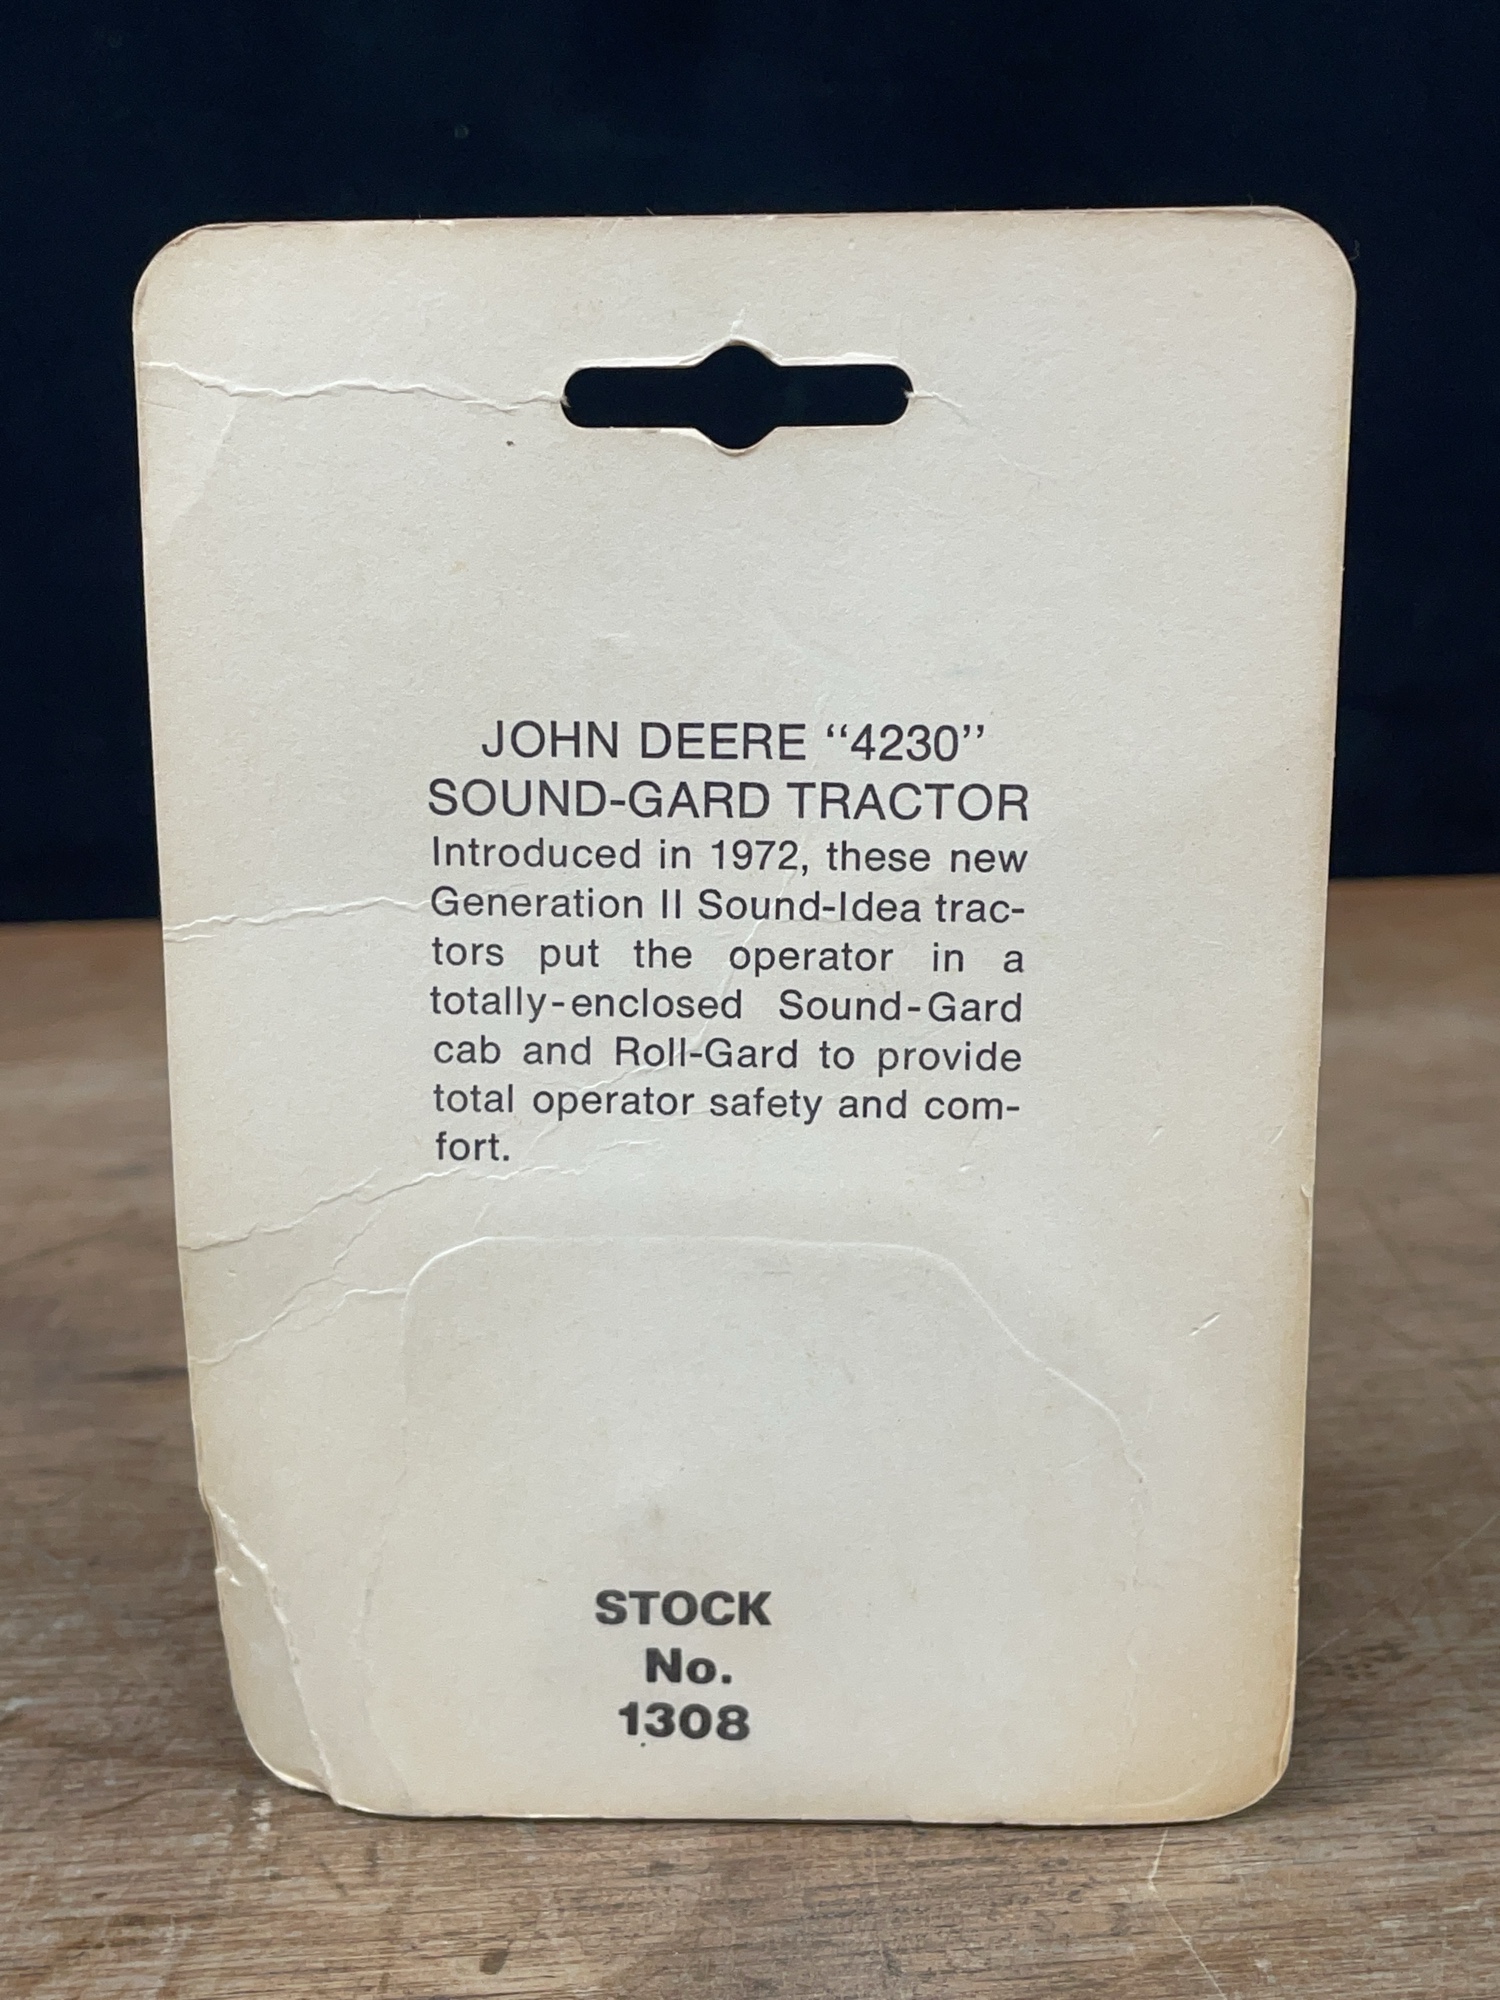 JOHN DEERE “4230”
SOUND-GARD TRACTOR
Introduced in 1972, these new
Generation II Sound-Idea trac-
tors put the operator in a
totally-enclosed Sound-Gard
cab and Roll-Gard to provide
total operator safety and com-
fort.
STOCK
No.
1308